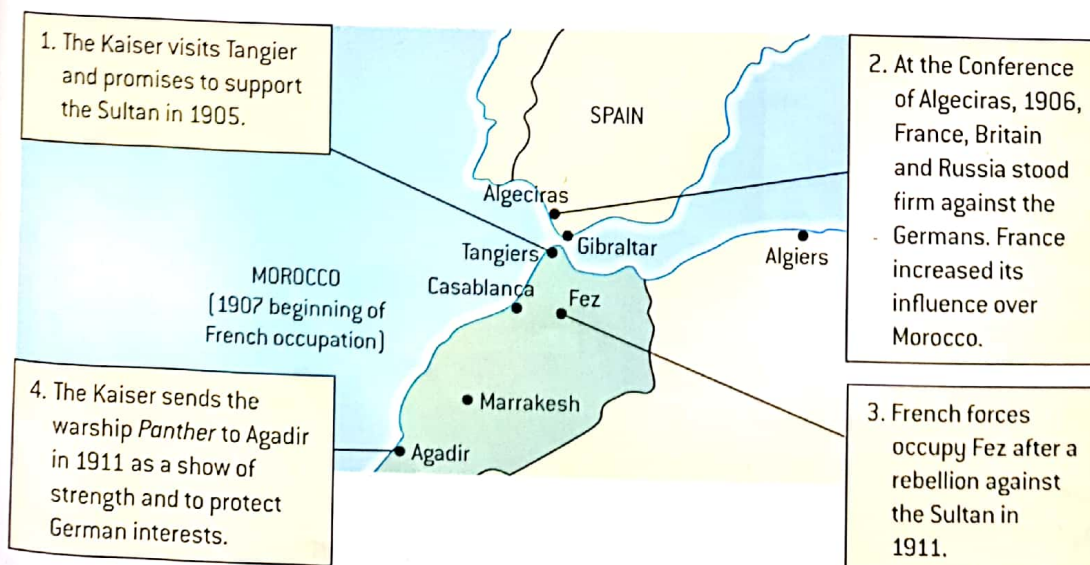 1. The Kaiser visits Tangier
and promises to support
the Sultan in 1905.
2. At the Conference
of Algeciras, 1906,
France, Britain
and Russia stood
firm against the
Germans. France
increased its
influence over
Morocco.
SPAIN
Algeciras
Gibraltar
Tangiers
Algiers
MOROCCO
(1907 beginning of
French occupation)
Casablanca
Fez
Marrakesh
Agadir
4. The Kaiser sends the
warship Panther to Agadir
in 1911 as a show of
strength and to protect
German interests.
3. French forces
occupy Fez after a
rebellion against
the Sultan in
1911.